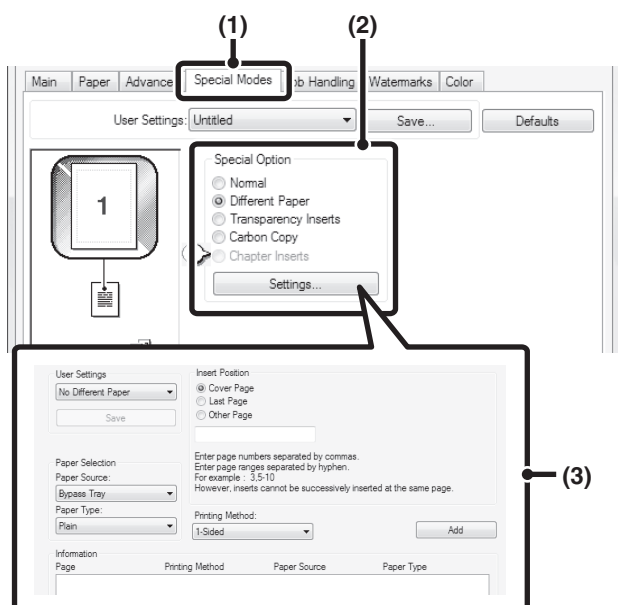 (1)
(2)
Main Paper Advance Special Modes ob Handling Watermarks Color
User Settings: Untitled Save... Defaults
Special Option
Normal
Different Paper
Transparency Inserts
Carbon Copy
Chapter Inserts
Settings...
1
(3)
User Settings
No Different Paper
Save
Insert Position
Cover Page
Last Page
Other Page
Enter page numbers separated by commas.
Enter page ranges separated by hyphen.
For example : 3,5-10
However, inserts cannot be successively inserted at the same page.
Paper Selection
Paper Source:
Bypass Tray
Paper Type:
Plain
Printing Method:
1-Sided
Add
Information
Page Printing Method Paper Source Paper Type